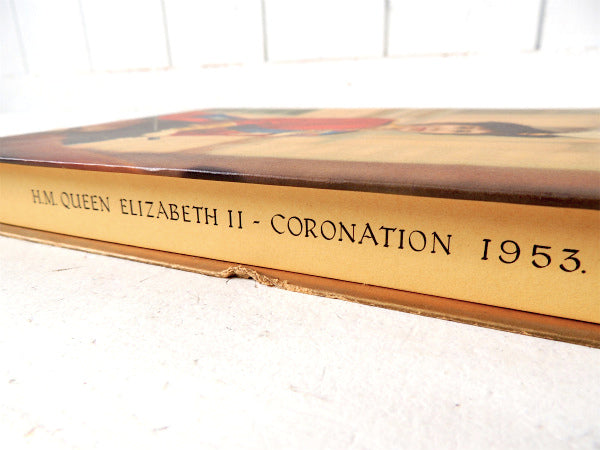 H.M. QUEEN ELIZABETH II - CORONATION 1953.